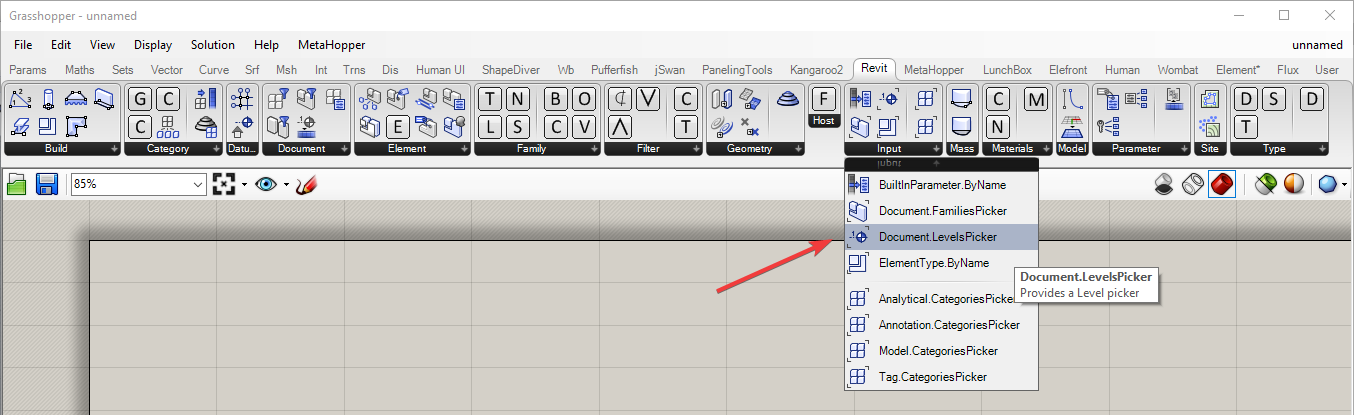 Grasshopper - unnamed
File Edit View Display Solution Help MetaHopper unnamed
Params Maths Sets Vector Curve Srf Msh Int Trns Dis Human UI ShapeDiver Wb Pufferfish jSwan PanelingTools Kangaroo2 Revit MetaHopper LunchBox Elefront Human Wombat Element* Flux User
G C T N B O ₵ V C F C M D S D
C E L S C V Λ T Host N T
Build Category Datu... Document Element Family Filter Geometry Input Mass Materials Model Parameter Site Type
Input
85%
BuiltInParameter.ByName
Document.FamiliesPicker
Document.LevelsPicker
ElementType.ByName
Document.LevelsPicker
Provides a Level picker
Analytical.CategoriesPicke
Annotation.CategoriesPicker
Model.CategoriesPicker
Tag.CategoriesPicker